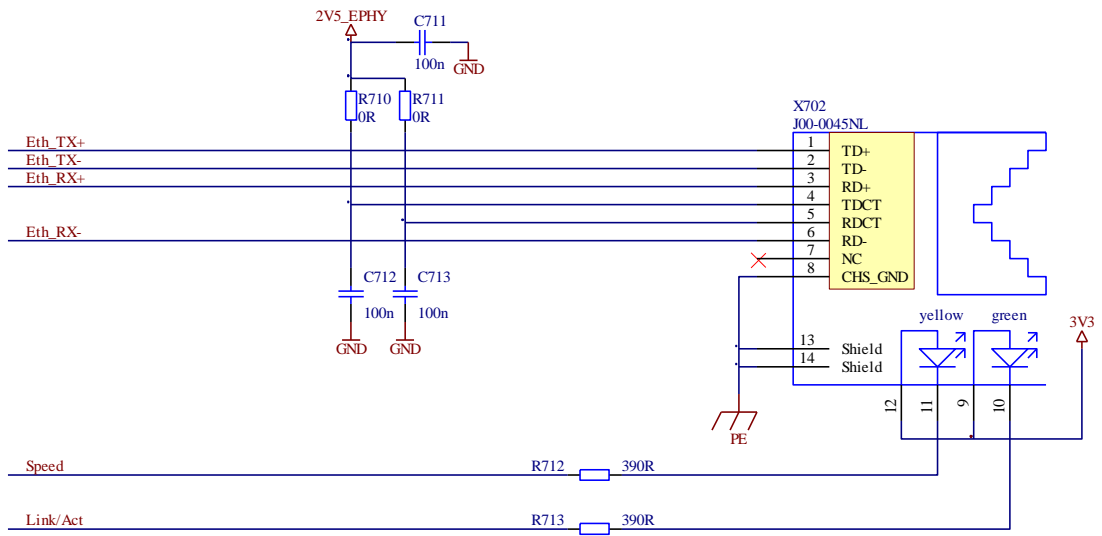 2V5_EPHY
C711
100n
GND
R710
0R
R711
0R
X702
J00-0045NL
Eth_TX+
Eth_TX-
Eth_RX+
Eth_RX-
1 TD+
2 TD-
3 RD+
4 TDCT
5 RDCT
6 RD-
7 NC
8 CHS_GND
C712
100n
C713
100n
GND
GND
yellow
green
3V3
13 Shield
14 Shield
12
11
9
10
PE
Speed
R712
390R
Link/Act
R713
390R